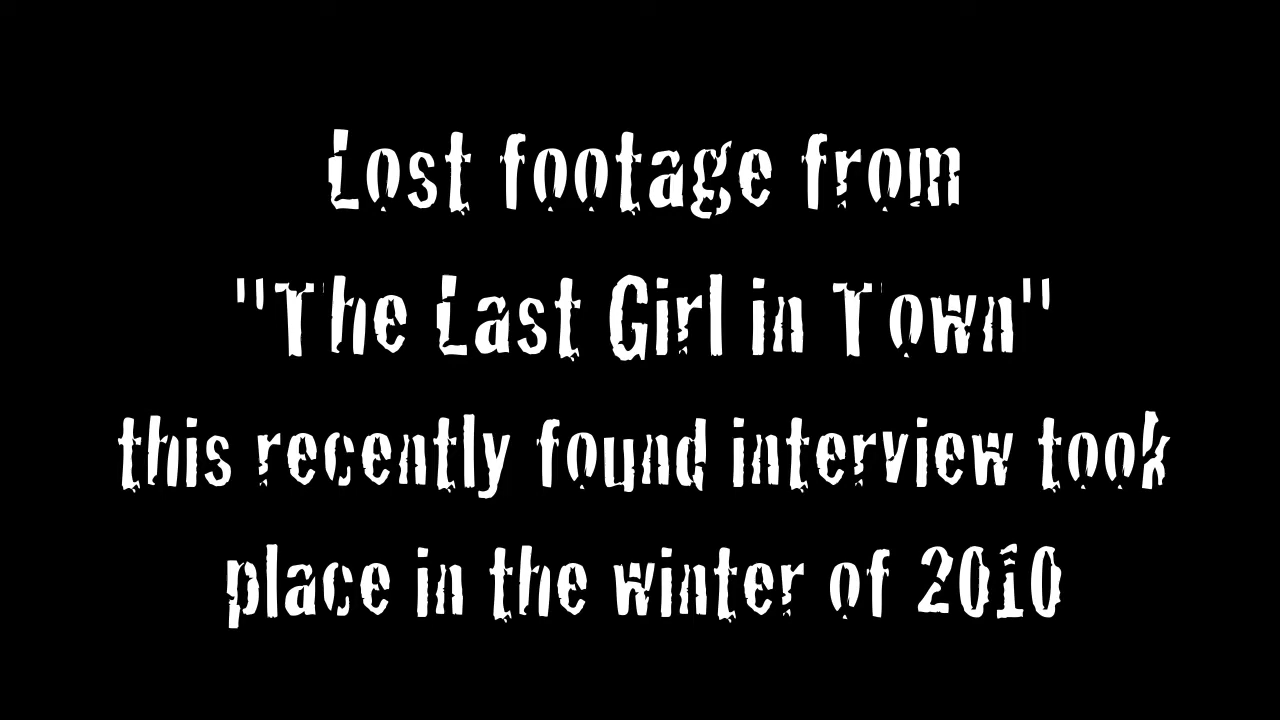 Lost footage from
"The Last Girl in Town"
this recently found interview took
place in the winter of 2010